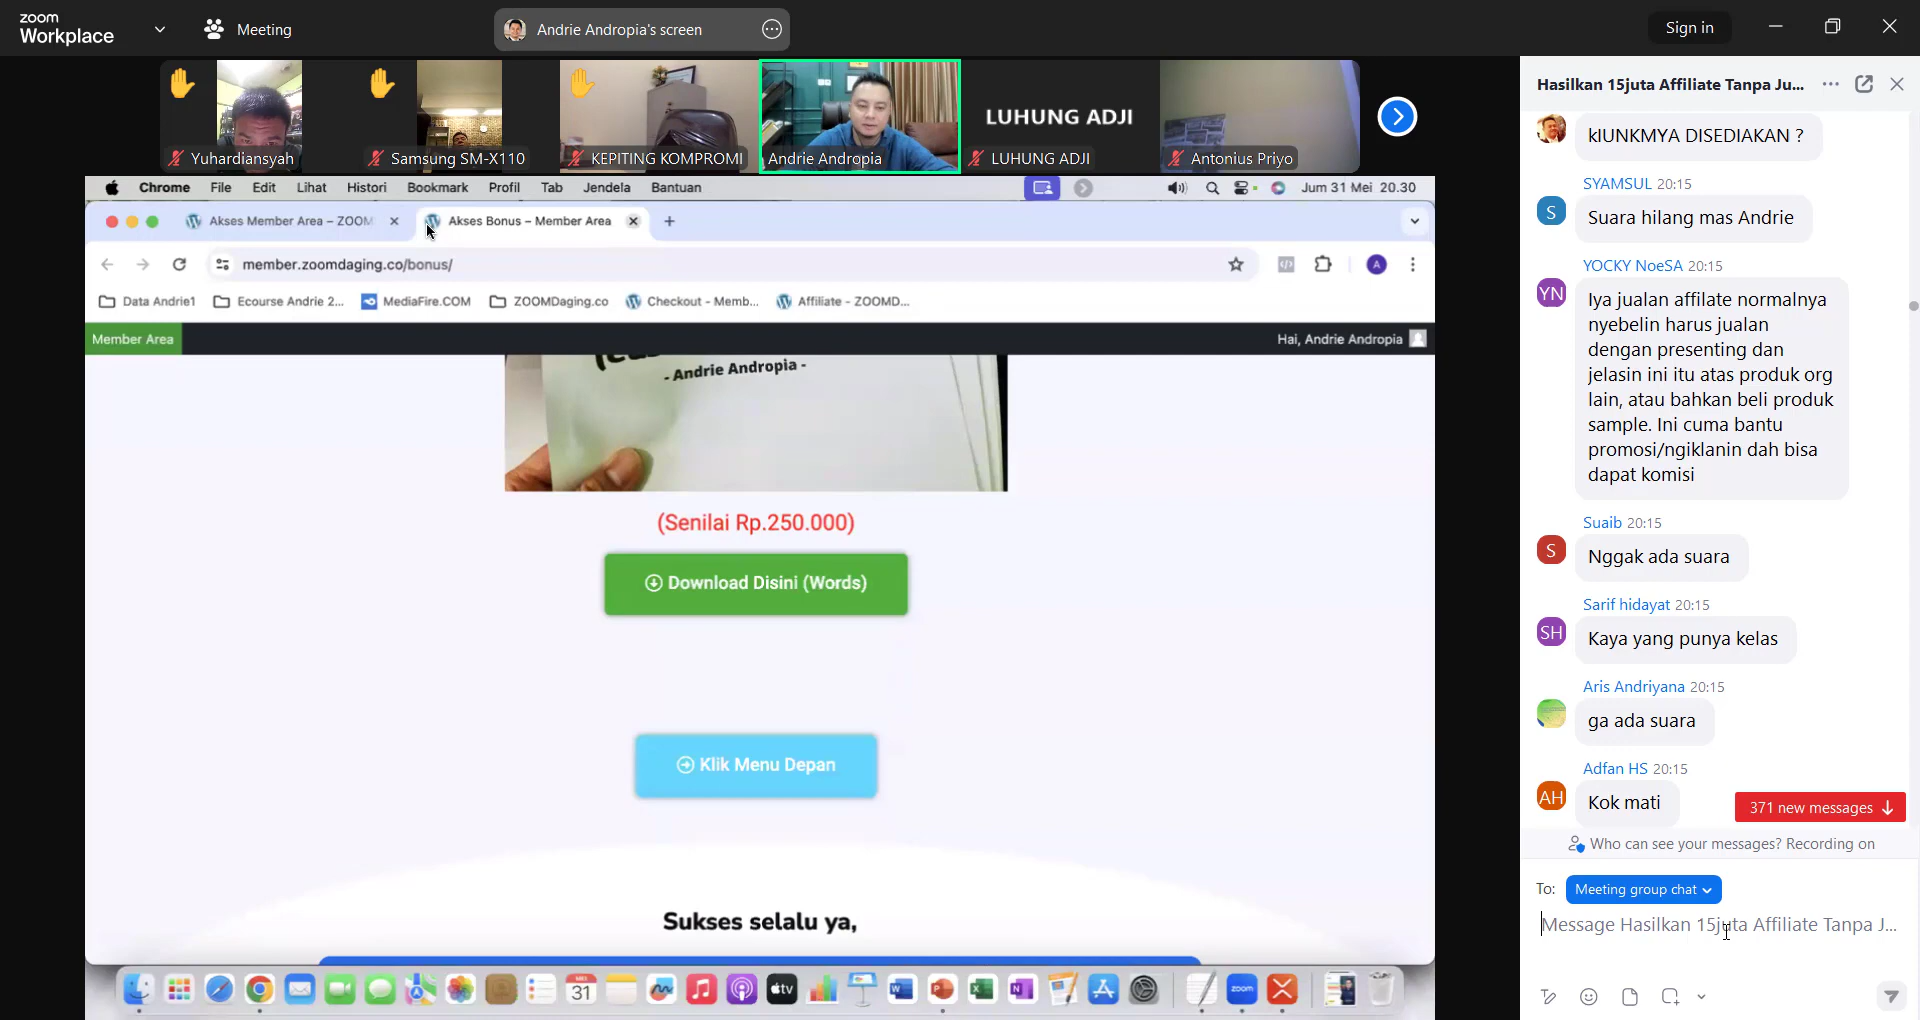 zoom
Workplace
Meeting
Andrie Andropia's screen
Sign in
Yuhardiansyah
Samsung SM-X110
KEPITING KOMPROMI
Andrie Andropia
LUHUNG ADJI
LUHUNG ADJI
Antonius Priyo
Chrome File Edit Lihat Histori Bookmark Profil Tab Jendela Bantuan
Jum 31 Mei 20.30
Akses Member Area – ZOOM
Akses Bonus – Member Area
member.zoomdaging.co/bonus/
A
Data Andrie1
Ecourse Andrie 2...
MediaFire.COM
ZOOMDaging.co
Checkout - Memb...
Affiliate - ZOOMD...
Member Area
Hai, Andrie Andropia
- Andrie Andropia -
(Senilai Rp.250.000)
Download Disini (Words)
Klik Menu Depan
Sukses selalu ya,
MEI
31
tv
zoom
Hasilkan 15juta Affiliate Tanpa Ju...
kIUNKMYA DISEDIAKAN ?
SYAMSUL 20:15
S
Suara hilang mas Andrie
YOCKY NoeSA 20:15
YN
Iya jualan affilate normalnya
nyebelin harus jualan
dengan presenting dan
jelasin ini itu atas produk org
lain, atau bahkan beli produk
sample. Ini cuma bantu
promosi/ngiklanin dah bisa
dapat komisi
Suaib 20:15
S
Nggak ada suara
Sarif hidayat 20:15
SH
Kaya yang punya kelas
Aris Andriyana 20:15
ga ada suara
Adfan HS 20:15
AH
Kok mati
371 new messages
Who can see your messages? Recording on
To: Meeting group chat
Message Hasilkan 15juta Affiliate Tanpa J...